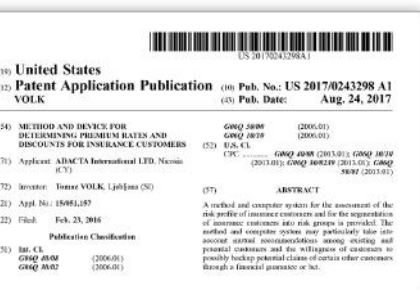 US 20170243298A1
(19) United States
(12) Patent Application Publication (10) Pub. No.: US 2017/0243298 A1
VOLK (43) Pub. Date: Aug. 24, 2017
54) METHOD AND DEVICE FOR
DETERMINING PREMIUM RATES AND
DISCOUNTS FOR INSURANCE CUSTOMERS
71) Applicant: ADACTA International LTD, Nicosia
(CY)
72) Inventor: Tomaz VOLK, Ljubljana (SI)
21) Appl. No.: 15/051,157
22) Filed: Feb. 23, 2016
Publication Classification
51) Int. Cl.
G06Q 40/08 (2006.01)
G06Q 30/02 (2006.01)
G06Q 50/00 (2006.01)
G06Q 10/10 (2006.01)
(52) U.S. Cl.
CPC ........ G06Q 40/08 (2013.01); G06Q 10/10
(2013.01); G06Q 30/0239 (2013.01); G06Q
50/01 (2013.01)
(57) ABSTRACT
A method and computer system for the assessment of the
risk profile of insurance customers and for the segmentation
of insurance customers into risk groups is provided. The
method and computer system may particularly take into
account mutual recommendations among existing and
potential customers and the willingness of customers to
possibly backup potential claims of certain other customers
through a financial guarantee or bet.